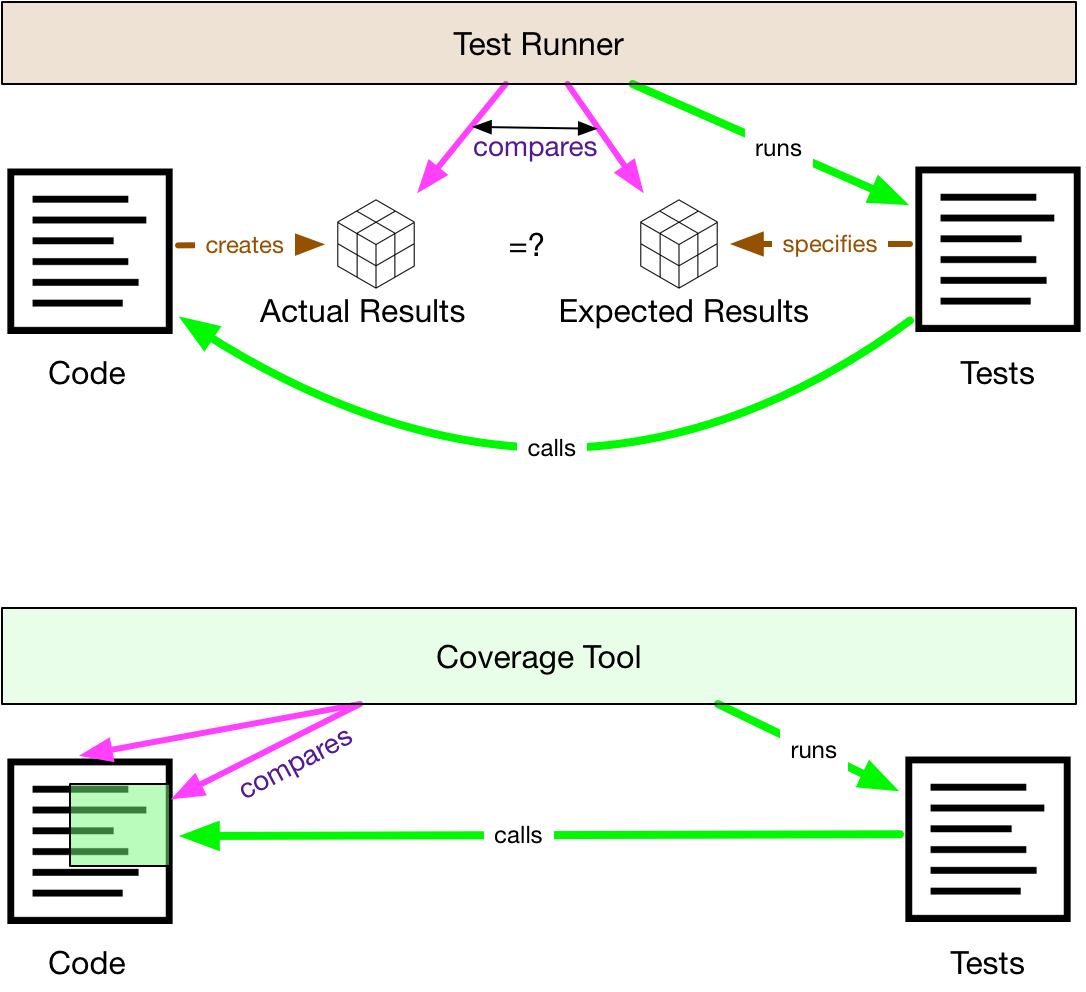 Test Runner
compares
runs
creates
=?
specifies
Actual Results
Expected Results
Code
Tests
calls
Coverage Tool
compares
runs
calls
Code
Tests